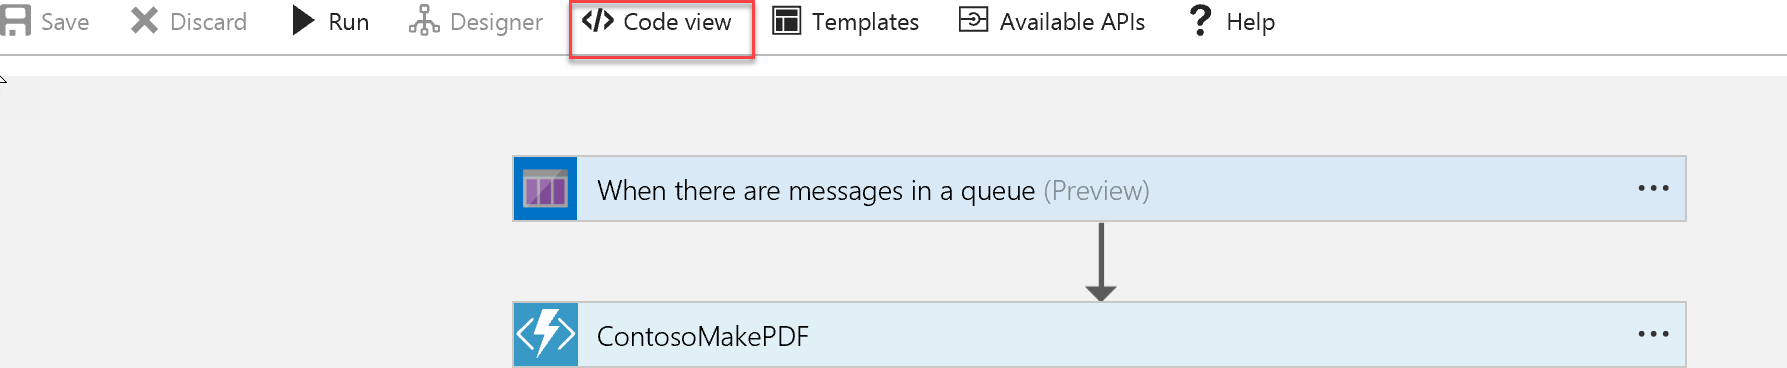 Save Discard Run Designer </> Code view Templates Available APIs ? Help
When there are messages in a queue (Preview) ...
ContosoMakePDF ...